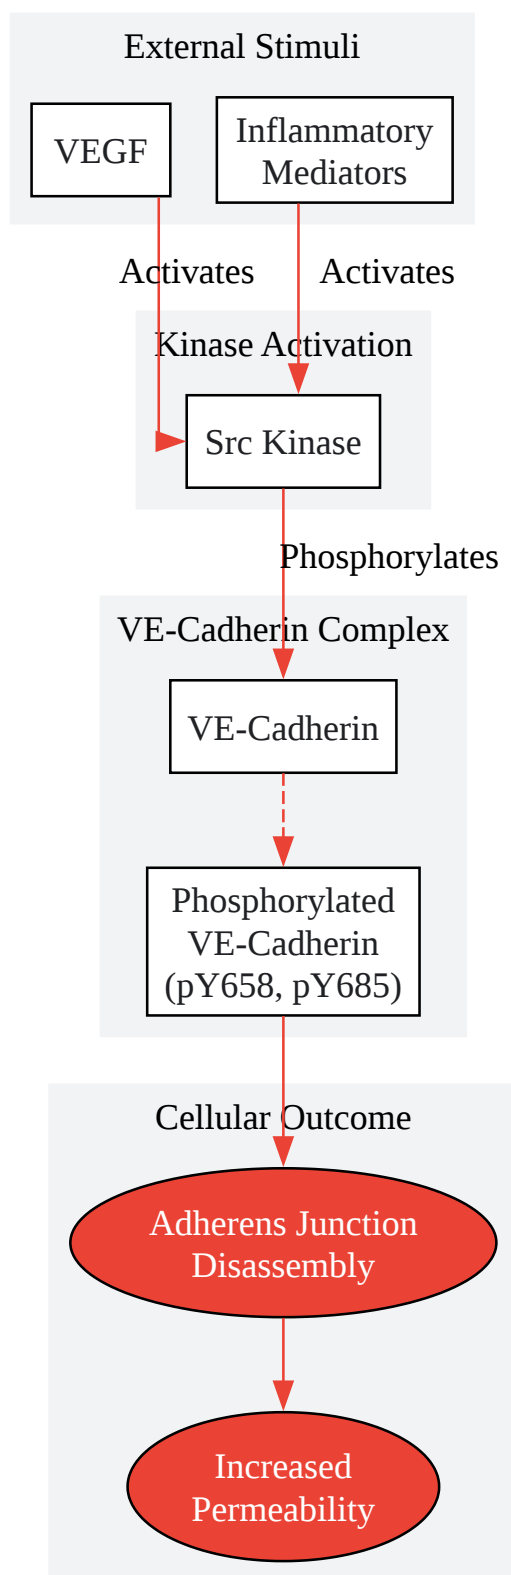 External Stimuli
VEGF
Inflammatory
Mediators
Activates
Activates
Kinase Activation
Src Kinase
Phosphorylates
VE-Cadherin Complex
VE-Cadherin
Phosphorylated
VE-Cadherin
(pY658, pY685)
Cellular Outcome
Adherens Junction
Disassembly
Increased
Permeability